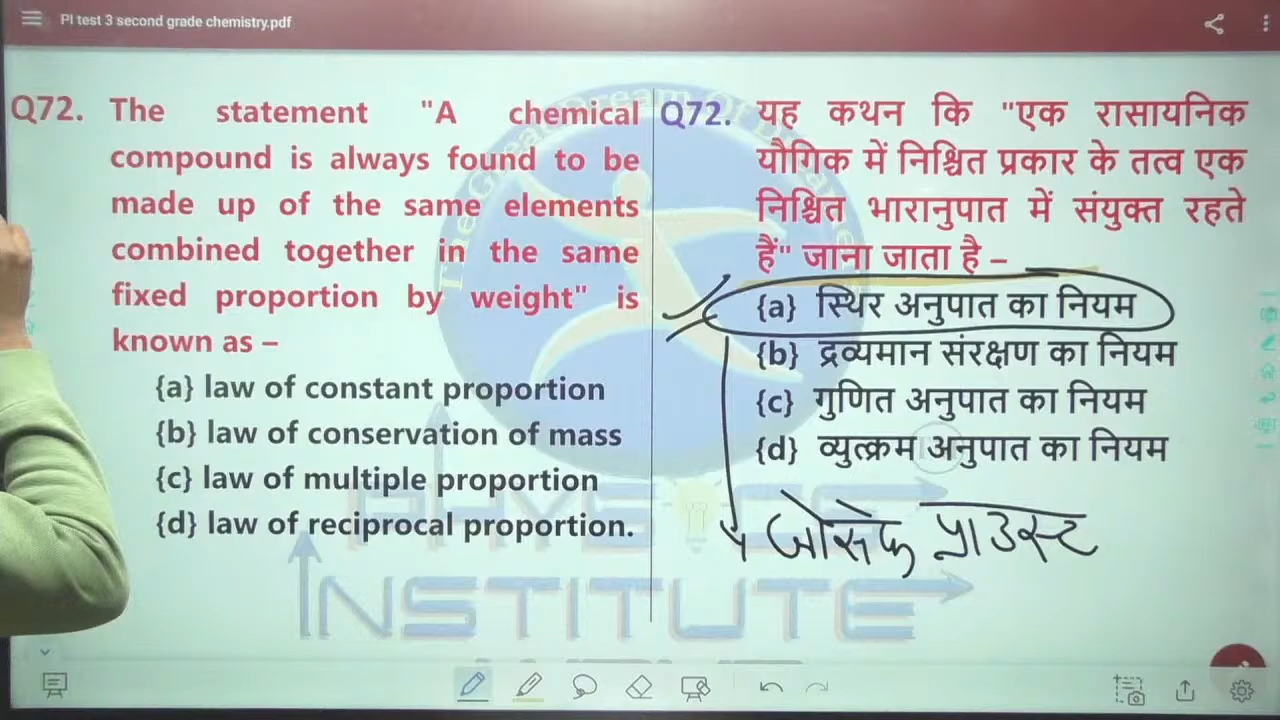 PI test 3 second grade chemistry.pdf
Q72. The statement "A chemical
compound is always found to be
made up of the same elements
combined together in the same
fixed proportion by weight" is
known as –
{a} law of constant proportion
{b} law of conservation of mass
{c} law of multiple proportion
{d} law of reciprocal proportion.
Q72. यह कथन कि "एक रासायनिक
यौगिक में निश्चित प्रकार के तत्व एक
निश्चित भारानुपात में संयुक्त रहते
हैं" जाना जाता है –
{a} स्थिर अनुपात का नियम
{b} द्रव्यमान संरक्षण का नियम
{c} गुणित अनुपात का नियम
{d} व्युत्क्रम अनुपात का नियम
जोसेफ प्राउस्ट
PHYSICS
INSTITUTE